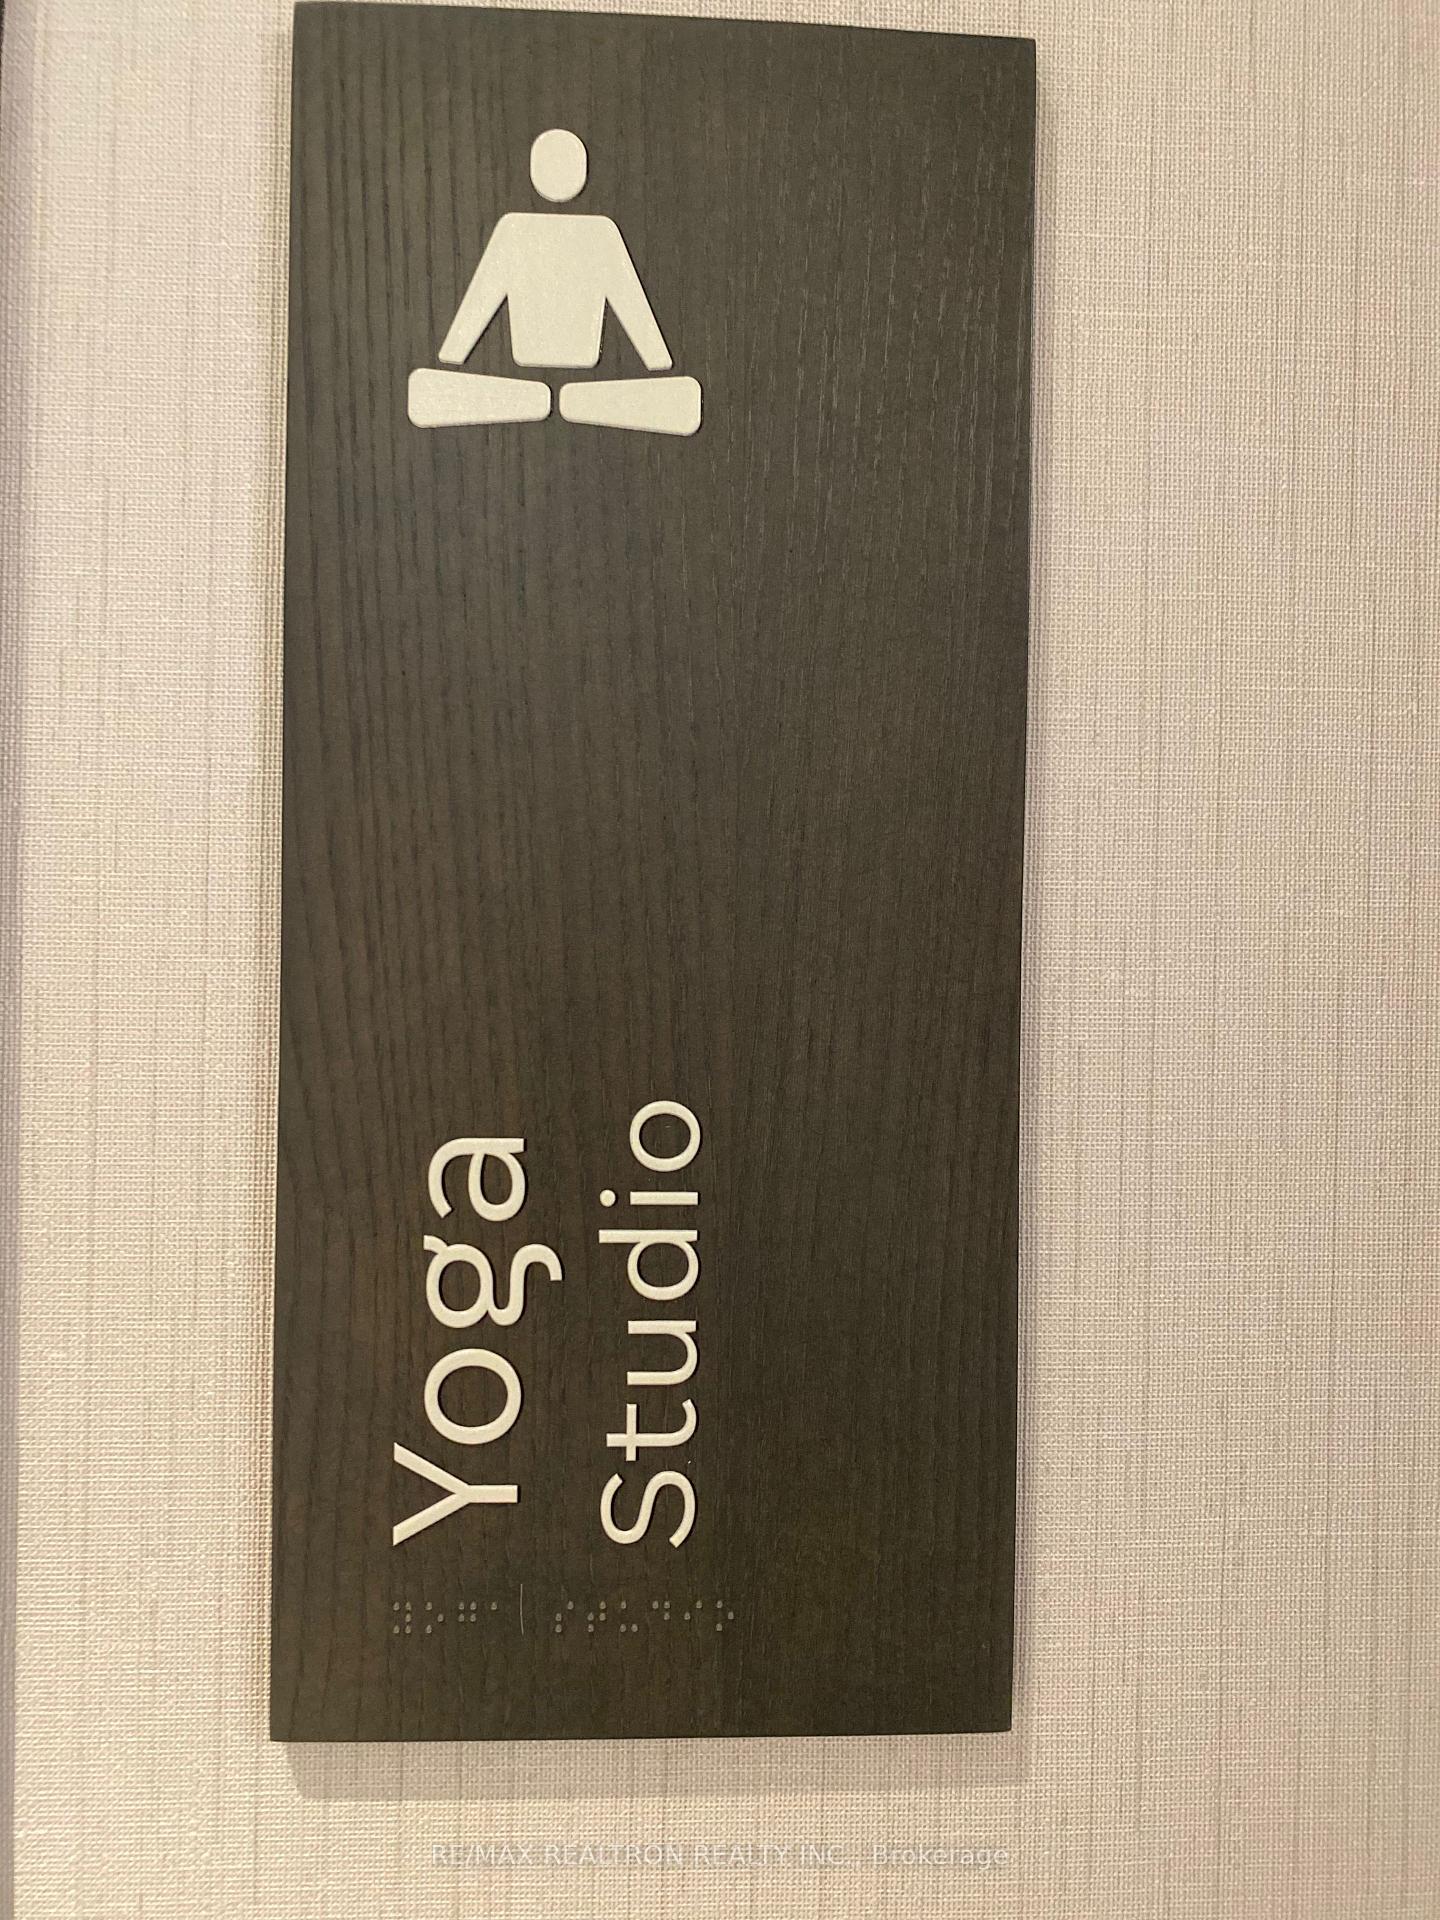 Yoga
Studio
RE/MAX REALTRON REALTY INC., Brokerage